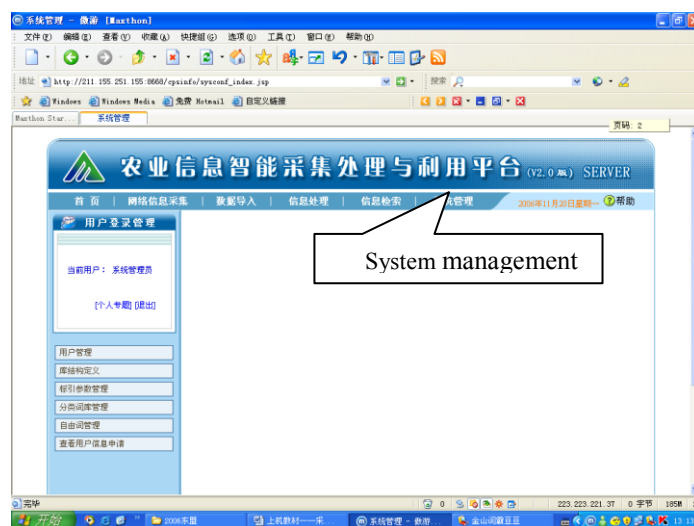 系统管理 - 傲游 [Maxthon]
文件(F) 编辑(E) 查看(V) 收藏(A) 快捷组(G) 选项(O) 工具(T) 窗口(W) 帮助(H)
地址 http://211.155.251.155:8668/cpsinfo/sysconf_index.jsp 搜索
Windows Windows Media 免费 Hotmail 自定义链接
Maxthon Star... 系统管理
页码: 2
农业信息智能采集处理与利用平台 (V2.0版) SERVER
首 页 | 网络信息采集 | 数据导入 | 信息处理 | 信息检索 | 统管理 2006年11月20日星期一 帮助
用户登录管理
System management
当前用户： 系统管理员
[个人专题] [退出]
用户管理
库结构定义
标引参数管理
分类词库管理
自由词管理
查看用户信息申请
完毕 0 223.223.221.37 0 字节 185M
开始 2006东盟 上机教材——采... 系统管理 - 傲游... 金山词霸豆豆